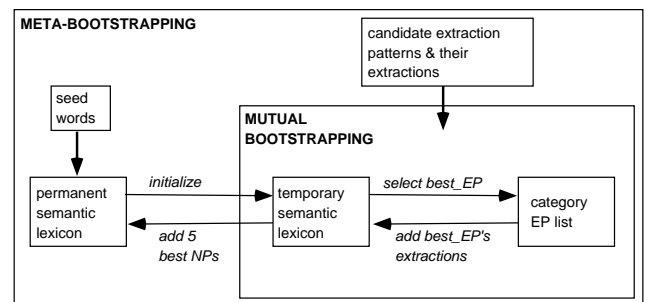 META-BOOTSTRAPPING
candidate extraction
patterns & their
extractions
seed
words
MUTUAL
BOOTSTRAPPING
permanent
semantic
lexicon
initialize
add 5
best NPs
temporary
semantic
lexicon
select best_EP
add best_EP's
extractions
category
EP list